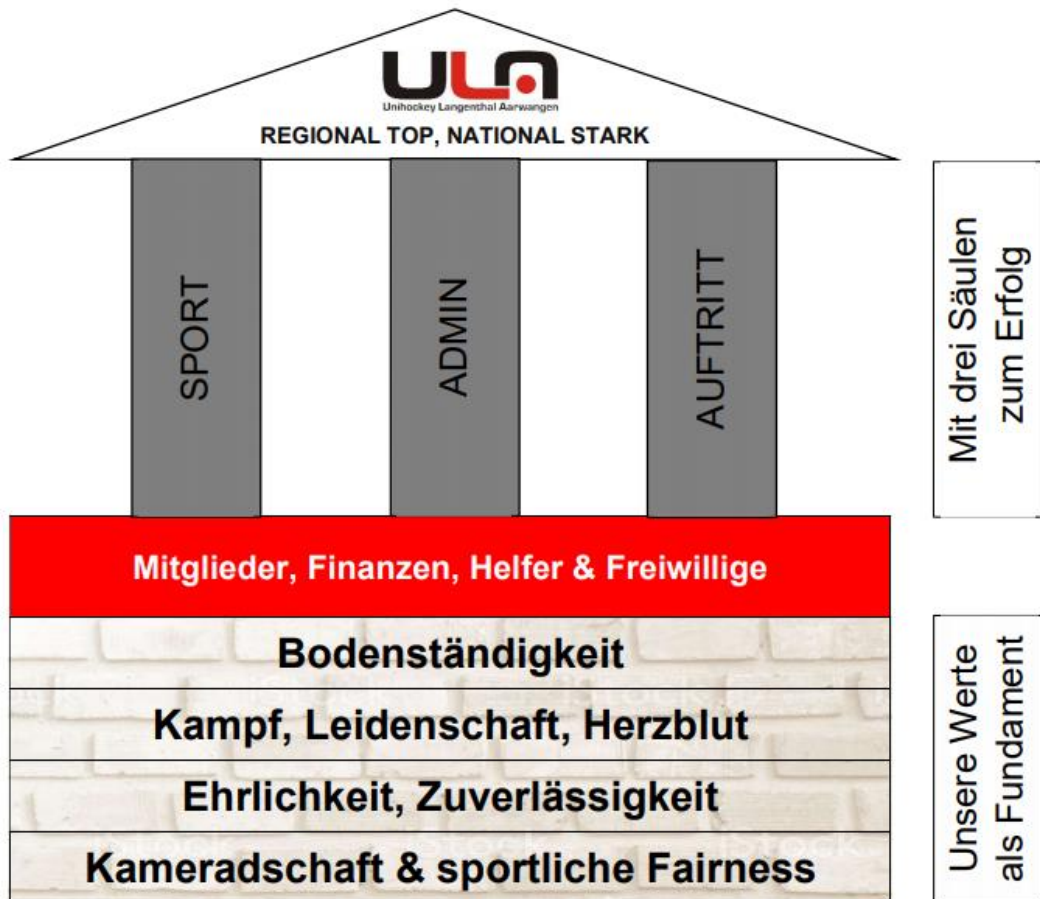 ULA
Unihockey Langenthal Aarwangen
REGIONAL TOP, NATIONAL STARK
SPORT
ADMIN
AUFTRITT
Mit drei Säulen
zum Erfolg
Mitglieder, Finanzen, Helfer & Freiwillige
Bodenständigkeit
Kampf, Leidenschaft, Herzblut
Ehrlichkeit, Zuverlässigkeit
Kameradschaft & sportliche Fairness
Unsere Werte
als Fundament